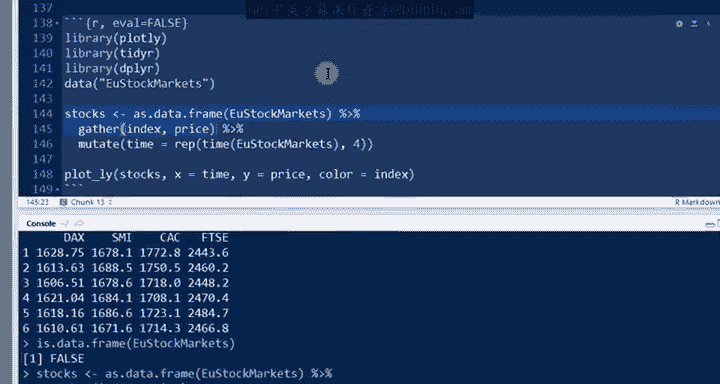 137
138 ```{r, eval=FALSE}
139 library(plotly)
140 library(tidyr)
141 library(dplyr)
142 data("EuStockMarkets")
143
144 stocks <- as.data.frame(EuStockMarkets) %>%
145 gather(index, price) %>%
146 mutate(time = rep(time(EuStockMarkets), 4))
147
148 plot_ly(stocks, x = time, y = price, color = index)
149 ```
145:23 Chunk 13 R Markdown
Console ~/
DAX SMI CAC FTSE
1 1628.75 1678.1 1772.8 2443.6
2 1613.63 1688.5 1750.5 2460.2
3 1606.51 1678.6 1718.0 2448.2
4 1621.04 1684.1 1708.1 2470.4
5 1618.16 1686.6 1723.1 2484.7
6 1610.61 1671.6 1714.3 2466.8
> is.data.frame(EuStockMarkets)
[1] FALSE
> stocks <- as.data.frame(EuStockMarkets) %>%